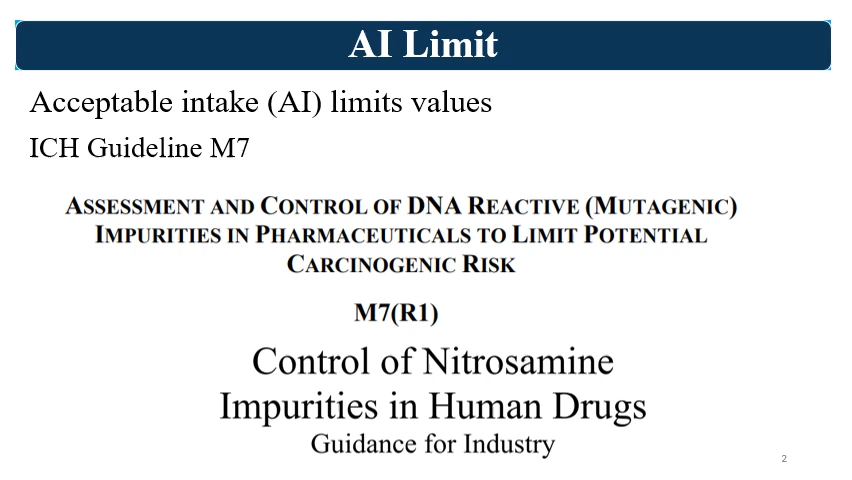 AI Limit
Acceptable intake (AI) limits values
ICH Guideline M7
ASSESSMENT AND CONTROL OF DNA REACTIVE (MUTAGENIC)
IMPURITIES IN PHARMACEUTICALS TO LIMIT POTENTIAL
CARCINOGENIC RISK
M7(R1)
Control of Nitrosamine
Impurities in Human Drugs
Guidance for Industry
2